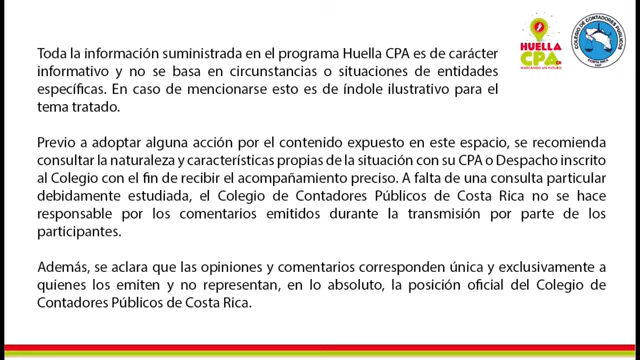 HUELLA
CPA
MARCANDO UN FUTURO
COLEGIO DE CONTADORES PÚBLICOS
COSTA RICA
Toda la información suministrada en el programa Huella CPA es de carácter
informativo y no se basa en circunstancias o situaciones de entidades
específicas. En caso de mencionarse esto es de índole ilustrativo para el
tema tratado.
Previo a adoptar alguna acción por el contenido expuesto en este espacio, se recomienda
consultar la naturaleza y características propias de la situación con su CPA o Despacho inscrito
al Colegio con el fin de recibir el acompañamiento preciso. A falta de una consulta particular
debidamente estudiada, el Colegio de Contadores Públicos de Costa Rica no se hace
responsable por los comentarios emitidos durante la transmisión por parte de los
participantes.
Además, se aclara que las opiniones y comentarios corresponden única y exclusivamente a
quienes los emiten y no representan, en lo absoluto, la posición oficial del Colegio de
Contadores Públicos de Costa Rica.